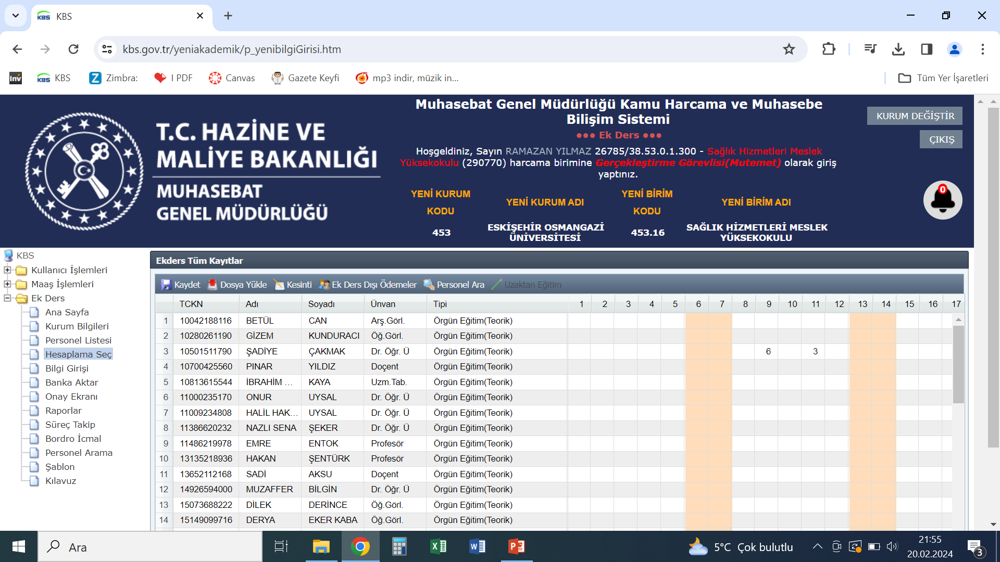 KBS
kbs.gov.tr/yeniakademik/p_yenibilgiGirisi.htm
Inv KBS Zimbra: I PDF Canvas Gazete Keyfi mp3 indir, müzik in... Tüm Yer İşaretleri
T.C. HAZİNE VE
MALİYE BAKANLIĞI
MUHASEBAT
GENEL MÜDÜRLÜĞÜ
Muhasebat Genel Müdürlüğü Kamu Harcama ve Muhasebe
Bilişim Sistemi
••• Ek Ders •••
Hoşgeldiniz, Sayın RAMAZAN YILMAZ 26785/38.53.0.1.300 - Sağlık Hizmetleri Meslek
Yüksekokulu (290770) harcama birimine Gerçekleştirme Görevlisi(Mutemet) olarak giriş
yaptınız.
KURUM DEĞİŞTİR
ÇIKIŞ
0
YENİ KURUM KODU YENİ KURUM ADI YENİ BİRİM KODU YENİ BİRİM ADI
453 ESKİŞEHİR OSMANGAZİ ÜNİVERSİTESİ 453.16 SAĞLIK HİZMETLERİ MESLEK YÜKSEKOKULU
KBS
Kullanıcı İşlemleri
Maaş İşlemleri
Ek Ders
Ana Sayfa
Kurum Bilgileri
Personel Listesi
Hesaplama Seç
Bilgi Girişi
Banka Aktar
Onay Ekranı
Raporlar
Süreç Takip
Bordro İcmal
Personel Arama
Şablon
Kılavuz
Ekders Tüm Kayıtlar
Kaydet Dosya Yükle Kesinti Ek Ders Dışı Ödemeler Personel Ara Uzaktan Eğitim
TCKN Adı Soyadı Ünvan Tipi 1 2 3 4 5 6 7 8 9 10 11 12 13 14 15 16 17
1 10042188116 BETÜL CAN Arş.Görl. Örgün Eğitim(Teorik)
2 10280261190 GİZEM KUNDURACI Öğ.Görl. Örgün Eğitim(Teorik)
3 10501511790 ŞADİYE ÇAKMAK Dr. Öğr. Ü Örgün Eğitim(Teorik) 6 3
4 10700425560 PINAR YILDIZ Doçent Örgün Eğitim(Teorik)
5 10813615544 İBRAHİM ... KAYA Uzm.Tab. Örgün Eğitim(Teorik)
6 11000235170 ONUR UYSAL Dr. Öğr. Ü Örgün Eğitim(Teorik)
7 11009234808 HALİL HAK... UYSAL Dr. Öğr. Ü Örgün Eğitim(Teorik)
8 11386620232 NAZLI SENA ŞEKER Dr. Öğr. Ü Örgün Eğitim(Teorik)
9 11486219978 EMRE ENTOK Profesör Örgün Eğitim(Teorik)
10 13135218936 HAKAN ŞENTÜRK Profesör Örgün Eğitim(Teorik)
11 13652112168 SADİ AKSU Doçent Örgün Eğitim(Teorik)
12 14926594000 MUZAFFER BİLGİN Dr. Öğr. Ü Örgün Eğitim(Teorik)
13 15073688222 DİLEK DERİNCE Öğ.Görl. Örgün Eğitim(Teorik)
14 15149099716 DERYA EKER KABA Öğ.Görl. Örgün Eğitim(Teorik)
Ara
5°C Çok bulutlu
21:55
20.02.2024
3